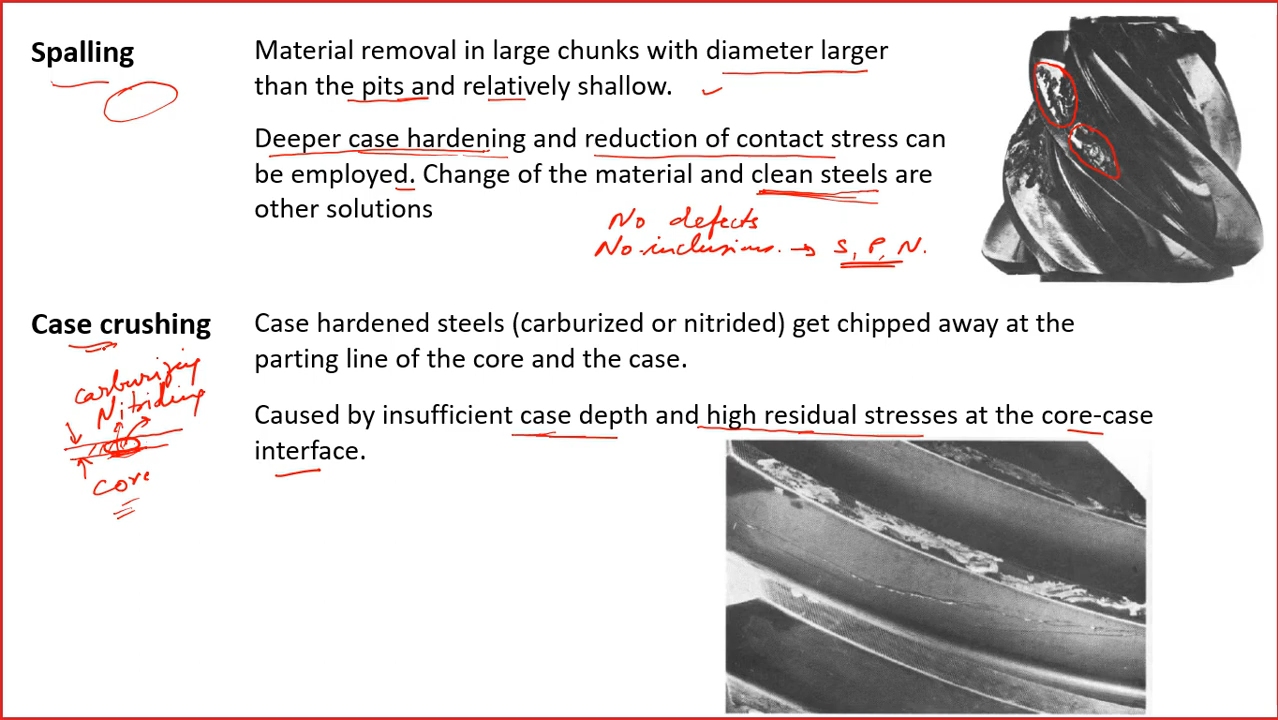 Spalling
Material removal in large chunks with diameter larger
than the pits and relatively shallow.
Deeper case hardening and reduction of contact stress can
be employed. Change of the material and clean steels are
other solutions
No defects
No inclusions. → S, P, N.
Case crushing
Case hardened steels (carburized or nitrided) get chipped away at the
parting line of the core and the case.
carburizing
Nitriding
core
Caused by insufficient case depth and high residual stresses at the core-case
interface.